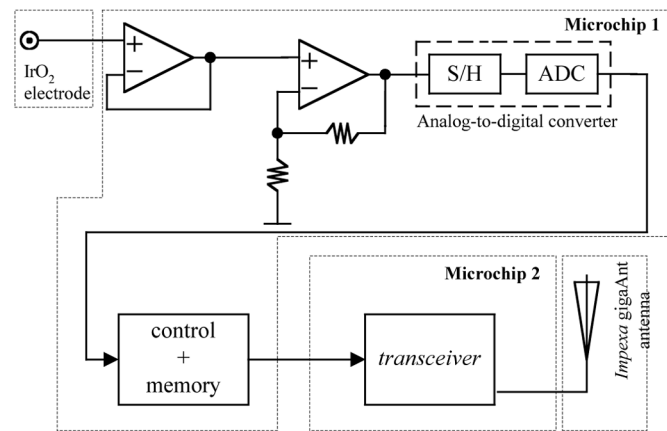 Microchip 1
IrO2
electrode
+
−
+
−
S/H
ADC
Analog-to-digital converter
Microchip 2
control
+
memory
transceiver
Impexa gigaAnt
antenna